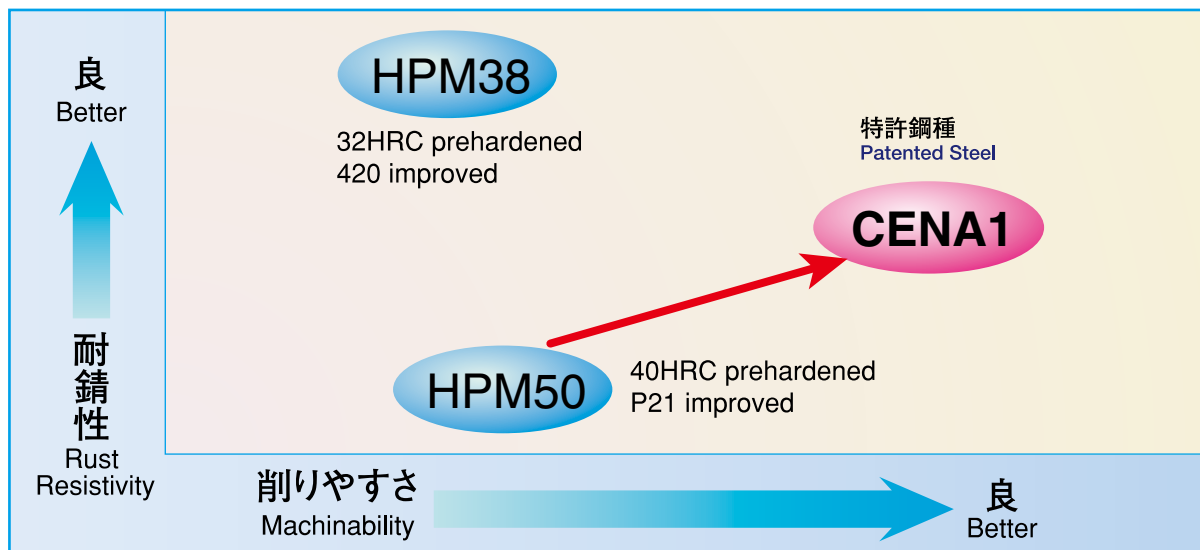 良
Better
耐錆性
Rust
Resistivity
HPM38
32HRC prehardened
420 improved
特許鋼種
Patented Steel
CENA1
HPM50
40HRC prehardened
P21 improved
削りやすさ
Machinability
良
Better